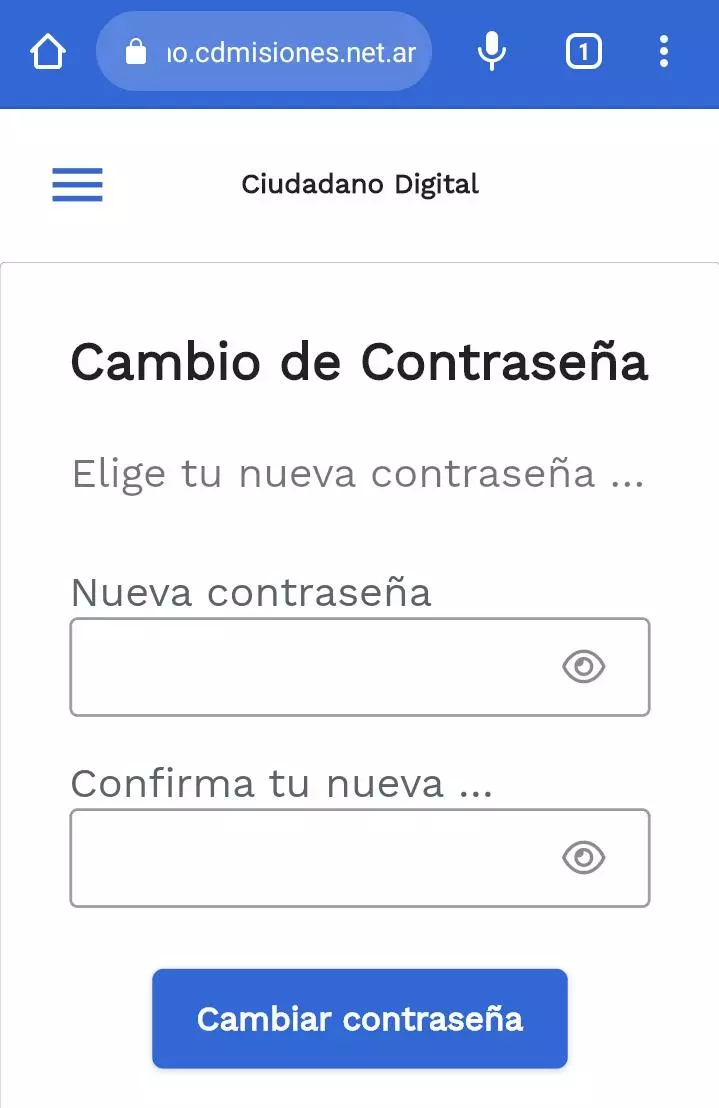 io.cdmisiones.net.ar
1
Ciudadano Digital
Cambio de Contraseña
Elige tu nueva contraseña ...
Nueva contraseña
Confirma tu nueva ...
Cambiar contraseña